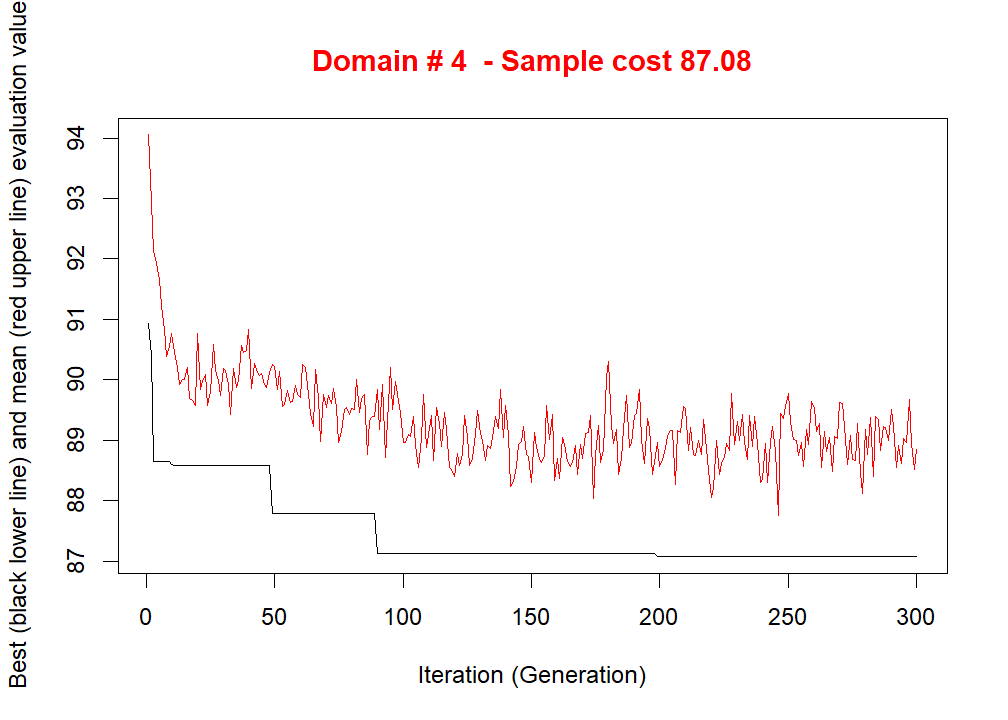 Domain # 4  - Sample cost 87.08
Best (black lower line) and mean (red upper line) evaluation value
94
93
92
91
90
89
88
87
0 50 100 150 200 250 300
Iteration (Generation)